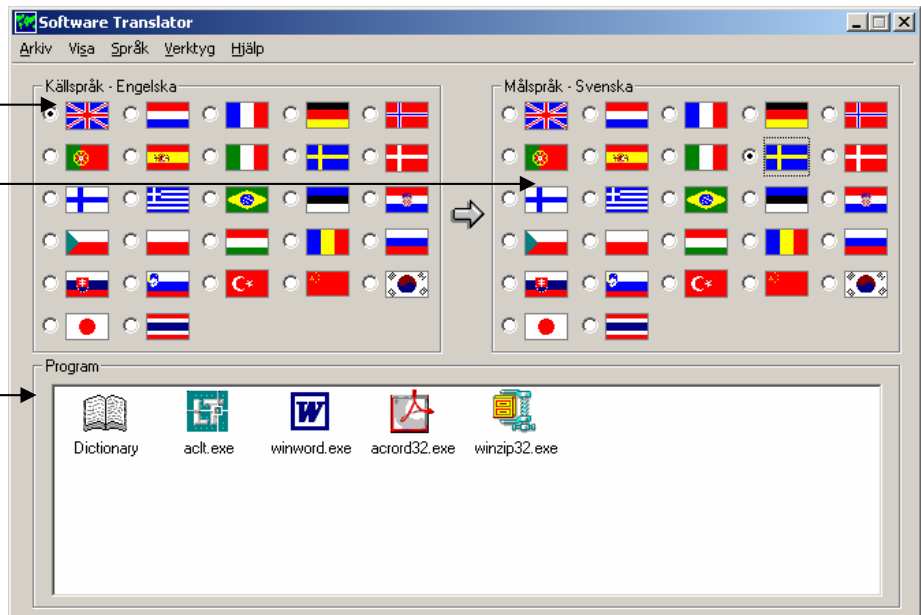 Software Translator
Arkiv Visa Språk Verktyg Hjälp
Källspråk - Engelska
Målspråk - Svenska
Program
Dictionary aclt.exe winword.exe acrord32.exe winzip32.exe